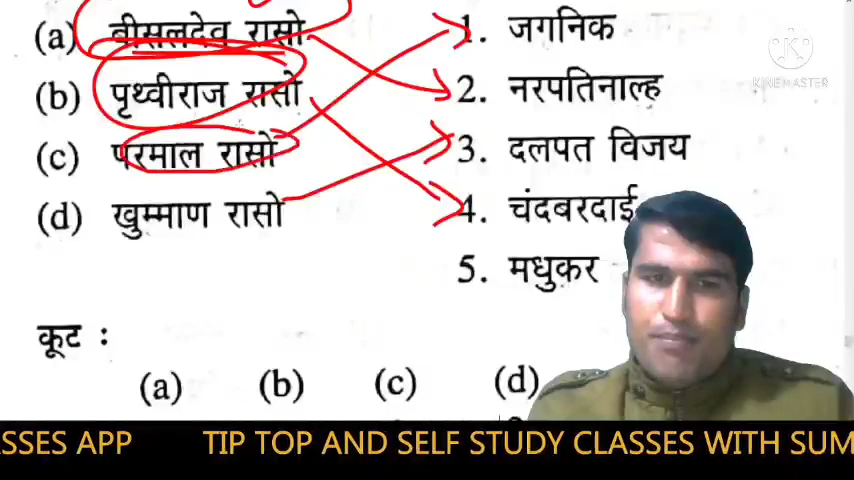 (a) बीसलदेव रासो 1. जगनिक
(b) पृथ्वीराज रासो 2. नरपतिनाल्ह
(c) परमाल रासो 3. दलपत विजय
(d) खुम्माण रासो 4. चंदबरदाई
5. मधुकर
कूट :
(a) (b) (c) (d)
KINEMASTER
SSES APP TIP TOP AND SELF STUDY CLASSES WITH SUM